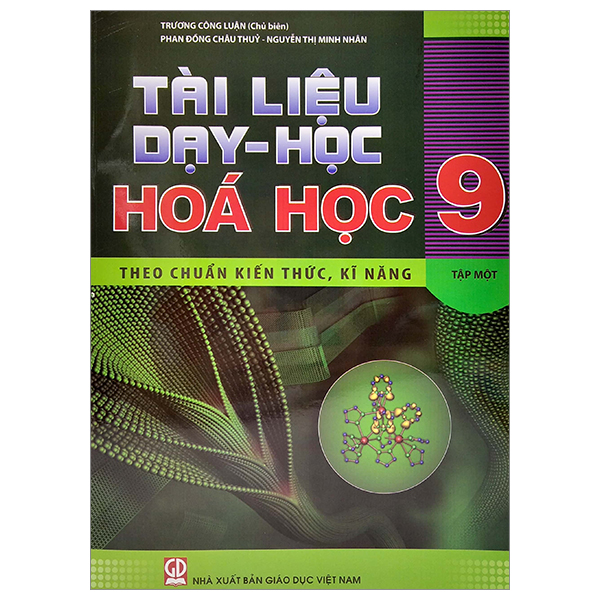 TRƯƠNG CÔNG LUẬN (Chủ biên)
PHAN ĐỒNG CHÂU THUỶ - NGUYỄN THỊ MINH NHÂN
TÀI LIỆU
DẠY-HỌC
HOÁ HỌC 9
THEO CHUẨN KIẾN THỨC, KĨ NĂNG
TẬP MỘT
GD
NHÀ XUẤT BẢN GIÁO DỤC VIỆT NAM